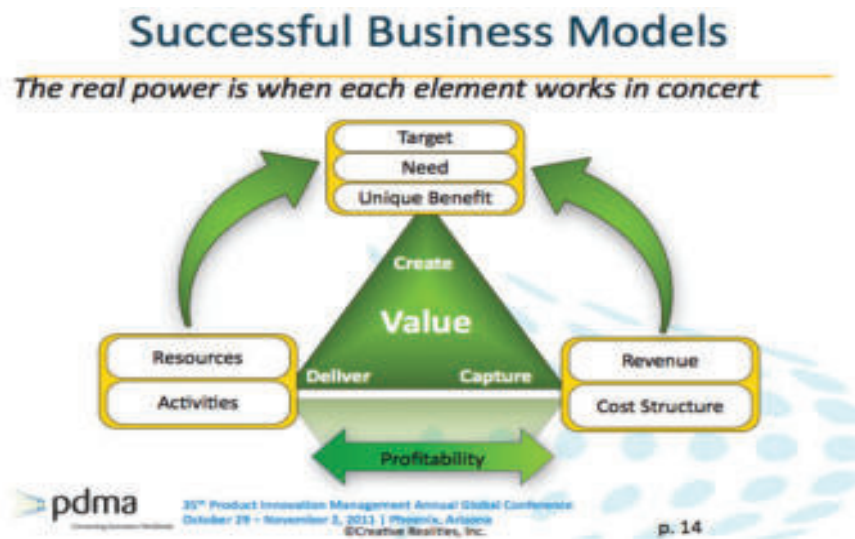 Successful Business Models
The real power is when each element works in concert
Target
Need
Unique Benefit
Create
Value
Deliver
Capture
Resources
Activities
Revenue
Cost Structure
Profitability
pdma
35th Product Innovation Management Annual Global Conference
October 29 – November 2, 2011 | Phoenix, Arizona
©Creative Realities, Inc.
p. 14